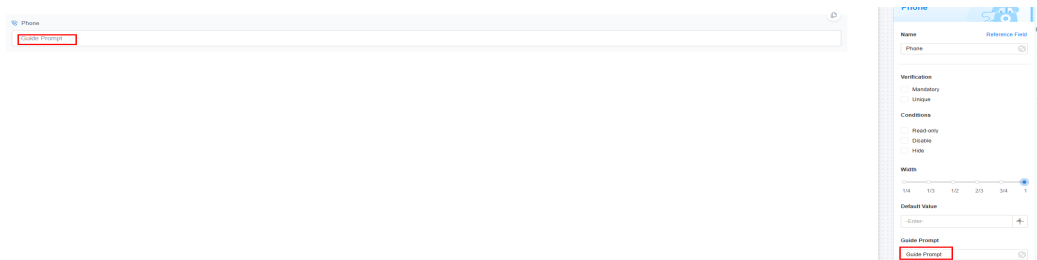 Phone
Guide Prompt
Phone
Name Reference Field
Phone
Verification
Mandatory
Unique
Conditions
Read-only
Disable
Hide
Width
1/4 1/3 1/2 2/3 3/4 1
Default Value
--Enter--
Guide Prompt
Guide Prompt